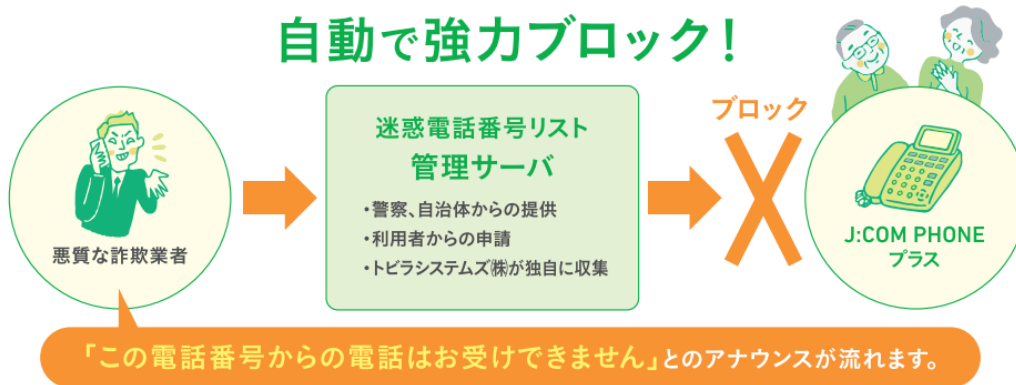 自動で強力ブロック!
悪質な詐欺業者
迷惑電話番号リスト
管理サーバ
・警察、自治体からの提供
・利用者からの申請
・トビラシステムズ㈱が独自に収集
ブロック
J:COM PHONE
プラス
「この電話番号からの電話はお受けできません」とのアナウンスが流れます。